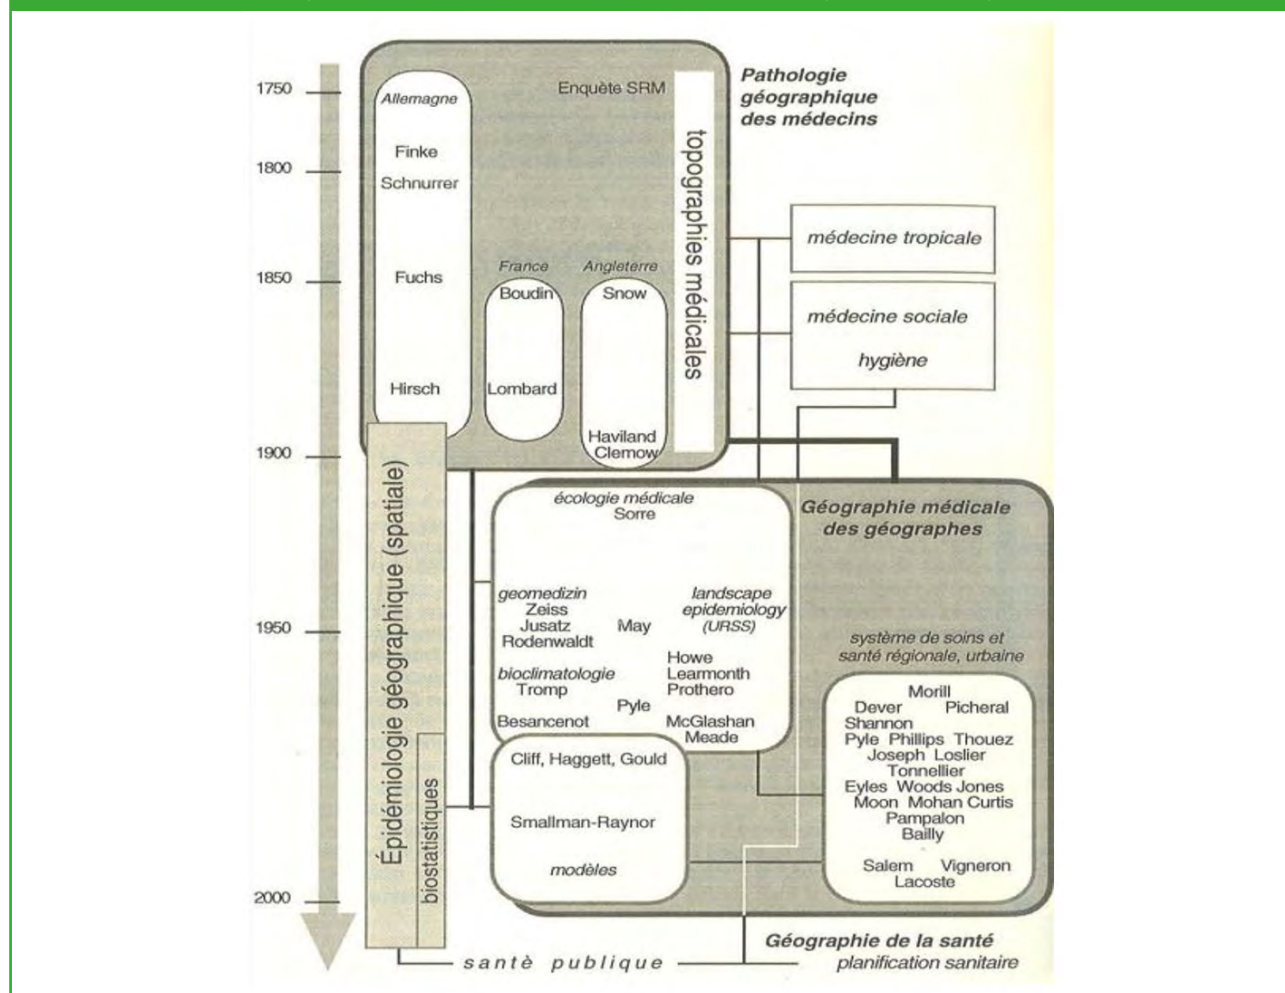 1750
1800
1850
1900
1950
2000
Allemagne
Finke
Schnurrer
Fuchs
Hirsch
Enquète SRM
France
Boudin
Lombard
Angleterre
Snow
Haviland
Clemow
topographies médicales
Pathologie
géographique
des médecins
médecine tropicale
médecine sociale
hygiène
Épidémiologie géographique (spatiale)
biostatistiques
Géographie médicale
des géographes
écologie médicale
Sorre
geomedizin
Zeiss
Jusatz
Rodenwaldt
May
landscape
epidemiology
(URSS)
bioclimatologie
Tromp
Besancenot
Pyle
Howe
Learmonth
Prothero
McGlashan
Meade
Cliff, Haggett, Gould
Smallman-Raynor
modèles
système de soins et
santé régionale, urbaine
Morill
Dever Picheral
Shannon
Pyle Phillips Thouez
Joseph Loslier
Tonnellier
Eyles Woods Jones
Moon Mohan Curtis
Pampalon
Bailly
Salem Vigneron
Lacoste
Géographie de la santé
santè publique
planification sanitaire